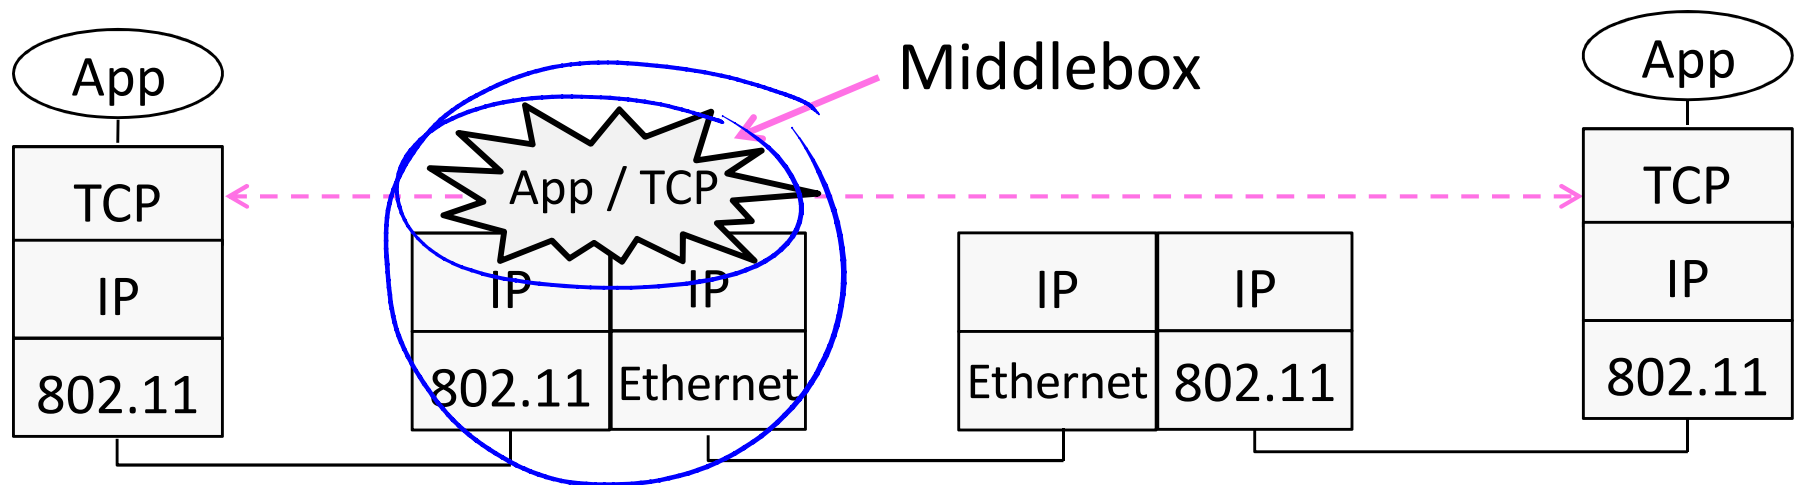 Middlebox
App
App
App / TCP
TCP
TCP
IP
IP
IP
IP
IP
IP
802.11
802.11
Ethernet
Ethernet
802.11
802.11